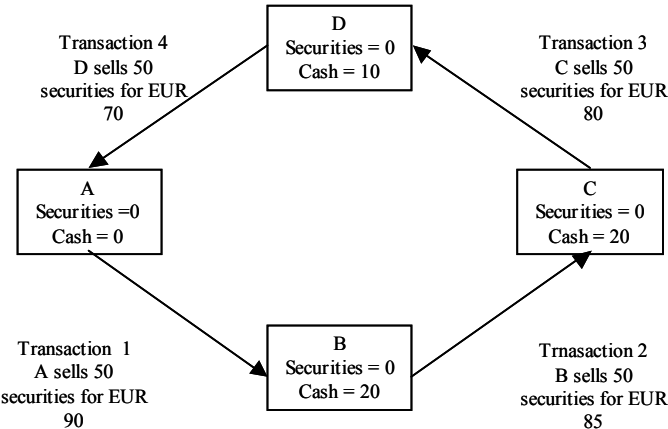 D
Securities = 0
Cash = 10
Transaction 4
D sells 50
securities for EUR
70
Transaction 3
C sells 50
securities for EUR
80
A
Securities =0
Cash = 0
C
Securities = 0
Cash = 20
B
Securities = 0
Cash = 20
Transaction 1
A sells 50
securities for EUR
90
Trnasaction 2
B sells 50
securities for EUR
85